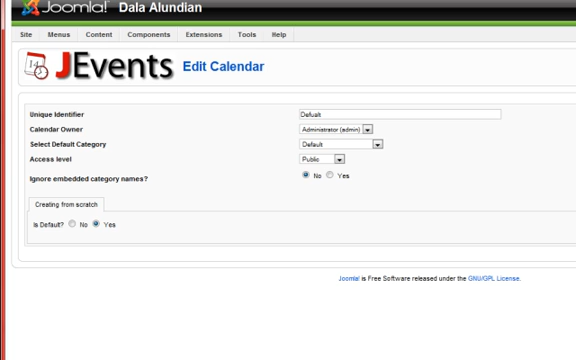 Joomla! Dala Alundian
Site Menus Content Components Extensions Tools Help
14 JEvents Edit Calendar
Unique Identifier Defualt
Calendar Owner Administrator (admin)
Select Default Category Default
Access level Public
Ignore embedded category names? No Yes
Creating from scratch
Is Default? No Yes
Joomla! is Free Software released under the GNU/GPL License.